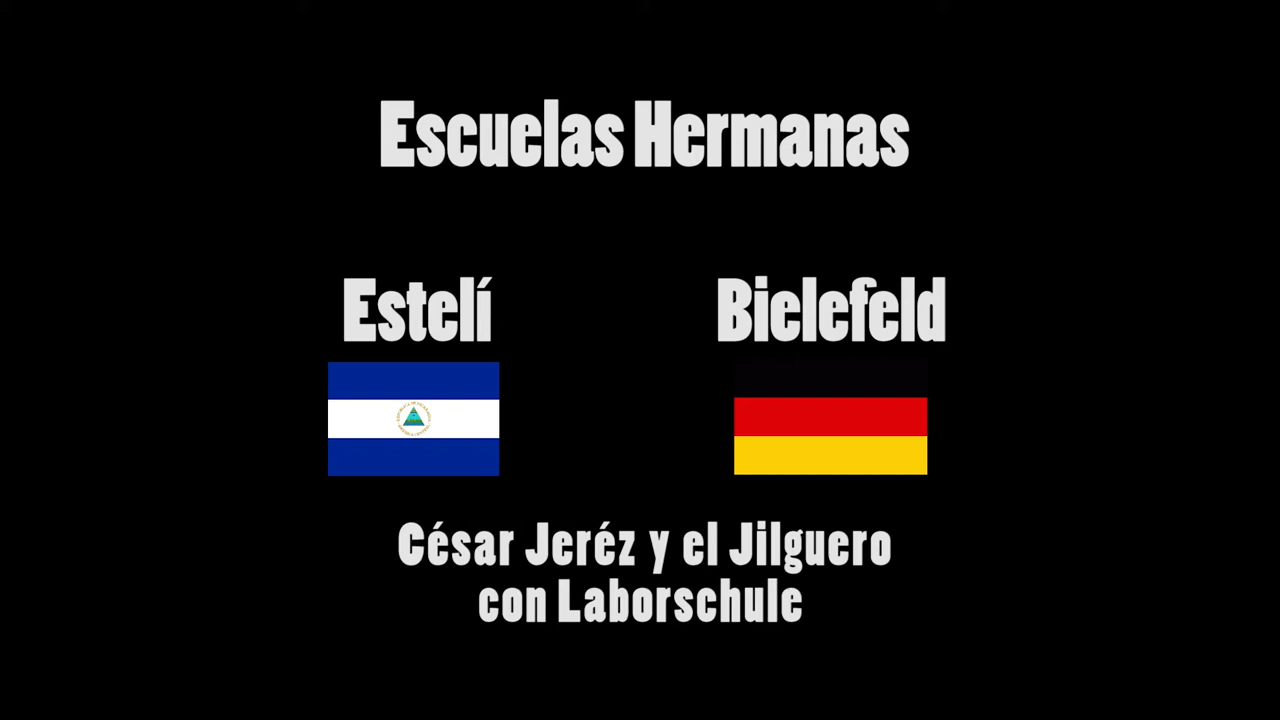 Escuelas Hermanas
Estelí
Bielefeld
César Jeréz y el Jilguero
con Laborschule